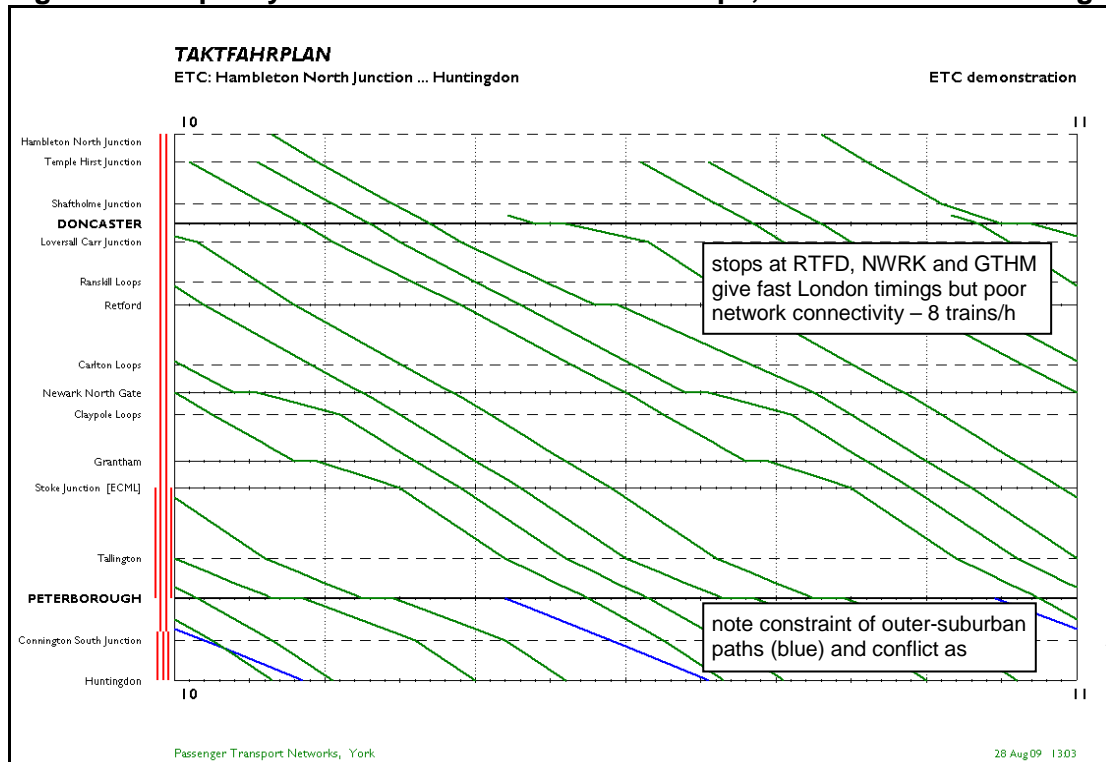 TAKTFAHRPLAN
ETC: Hambleton North Junction ... Huntingdon
ETC demonstration
10
11
Hambleton North Junction
Temple Hirst Junction
Shaftholme Junction
DONCASTER
Loversall Carr Junction
Ranskill Loops
Retford
Carlton Loops
Newark North Gate
Claypole Loops
Grantham
Stoke Junction [ECML]
Tallington
PETERBOROUGH
Connington South Junction
Huntingdon
stops at RTFD, NWRK and GTHM
give fast London timings but poor
network connectivity – 8 trains/h
note constraint of outer-suburban
paths (blue) and conflict as
10
11
Passenger Transport Networks, York
28 Aug 09 13:03